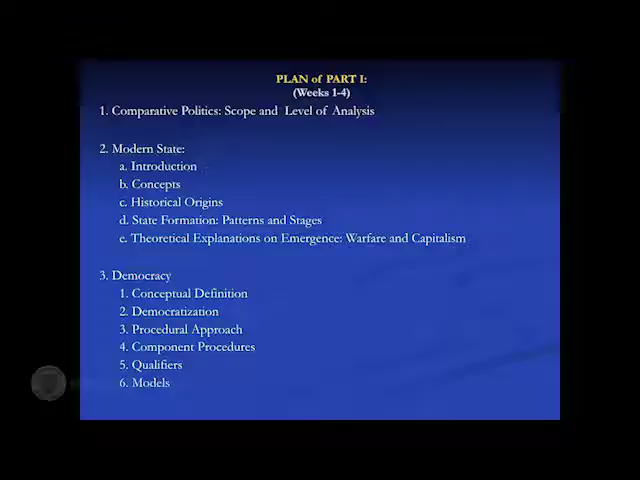 PLAN of PART I:
(Weeks 1-4)
1. Comparative Politics: Scope and Level of Analysis
2. Modern State:
a. Introduction
b. Concepts
c. Historical Origins
d. State Formation: Patterns and Stages
e. Theoretical Explanations on Emergence: Warfare and Capitalism
3. Democracy
1. Conceptual Definition
2. Democratization
3. Procedural Approach
4. Component Procedures
5. Qualifiers
6. Models